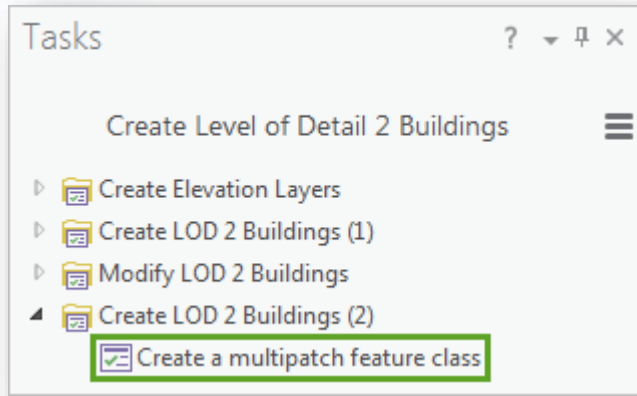 Tasks ?
Create Level of Detail 2 Buildings
Create Elevation Layers
Create LOD 2 Buildings (1)
Modify LOD 2 Buildings
Create LOD 2 Buildings (2)
Create a multipatch feature class